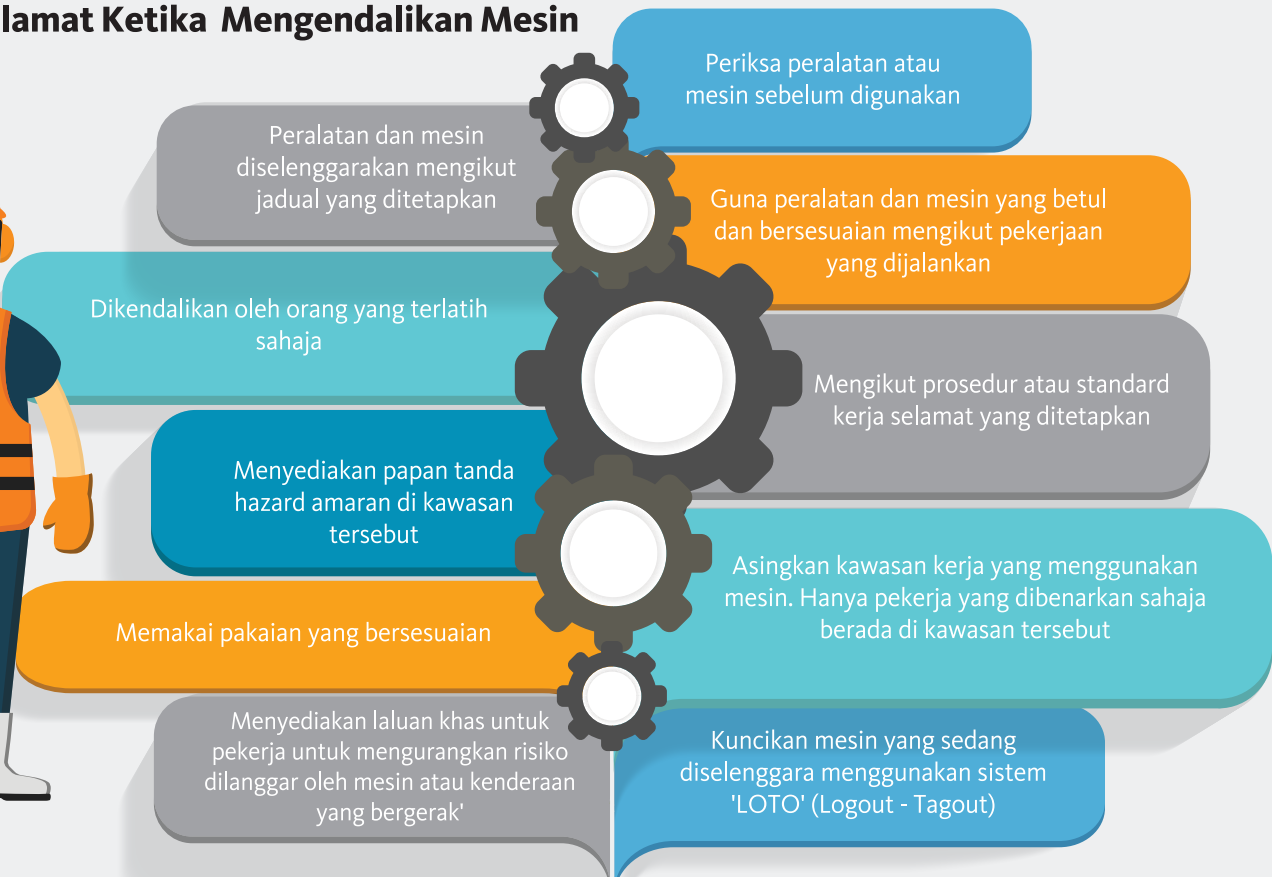 lamat Ketika Mengendalikan Mesin
Periksa peralatan atau
mesin sebelum digunakan
Peralatan dan mesin
diselenggarakan mengikut
jadual yang ditetapkan
Guna peralatan dan mesin yang betul
dan bersesuaian mengikut pekerjaan
yang dijalankan
Dikendalikan oleh orang yang terlatih
sahaja
Mengikut prosedur atau standard
kerja selamat yang ditetapkan
Menyediakan papan tanda
hazard amaran di kawasan
tersebut
Asingkan kawasan kerja yang menggunakan
mesin. Hanya pekerja yang dibenarkan sahaja
berada di kawasan tersebut
Memakai pakaian yang bersesuaian
Menyediakan laluan khas untuk
pekerja untuk mengurangkan risiko
dilanggar oleh mesin atau kenderaan
yang bergerak'
Kuncikan mesin yang sedang
diselenggara menggunakan sistem
'LOTO' (Logout - Tagout)